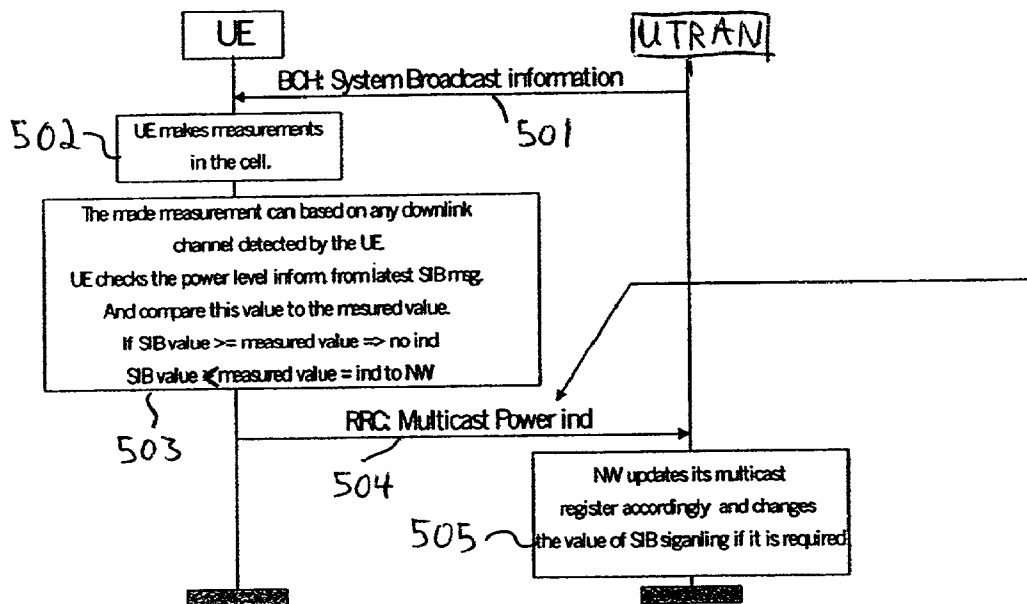 UE
UTRAN
BCH: System Broadcast information
501
502
UE makes measurements
in the cell.
The made measurement can based on any downlink
channel detected by the UE.
UE checks the power level inform. from latest SIB msg.
And compare this value to the mesured value.
If SIB value >= measured value => no ind
SIB value < measured value = ind to NW
503
RRC: Multicast Power ind
504
NW updates its multicast
register accordingly and changes
the value of SIB siganling if it is required
505